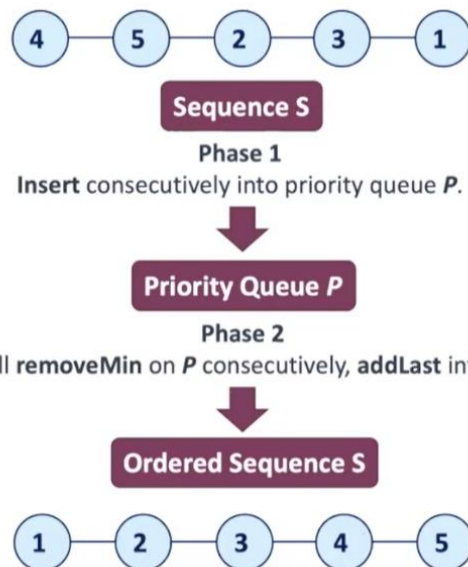 4 5 2 3 1
Sequence S
Phase 1
Insert consecutively into priority queue P.
Priority Queue P
Phase 2
removeMin on P consecutively, addLast
Ordered Sequence S
1 2 3 4 5